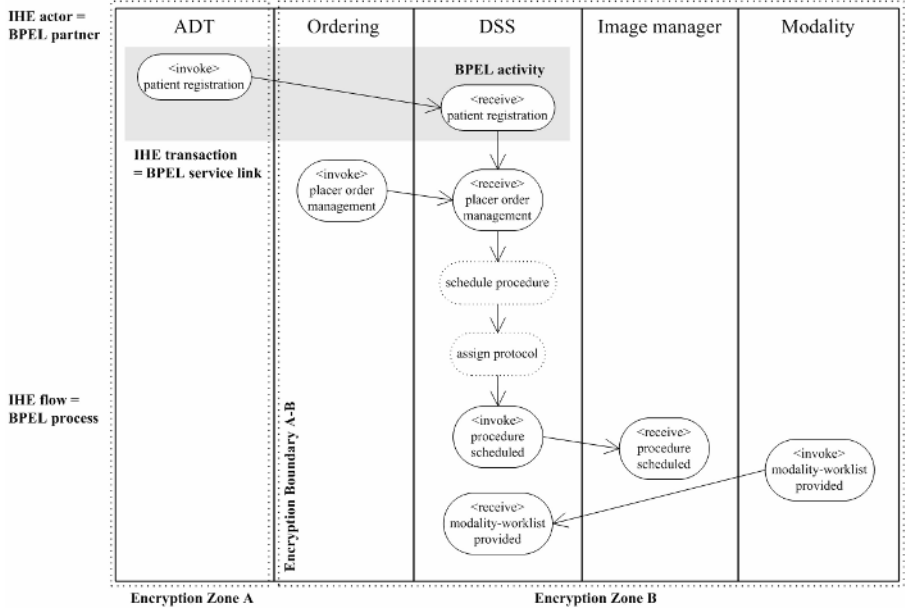 IHE actor =
BPEL partner
ADT
Ordering
DSS
Image manager
Modality
<invoke>
patient registration
BPEL activity
<receive>
patient registration
IHE transaction
= BPEL service link
<invoke>
placer order
management
<receive>
placer order
management
schedule procedure
assign protocol
IHE flow =
BPEL process
Encryption Boundary A-B
<invoke>
procedure
scheduled
<receive>
procedure
scheduled
<invoke>
modality-worklist
provided
<receive>
modality-worklist
provided
Encryption Zone A
Encryption Zone B